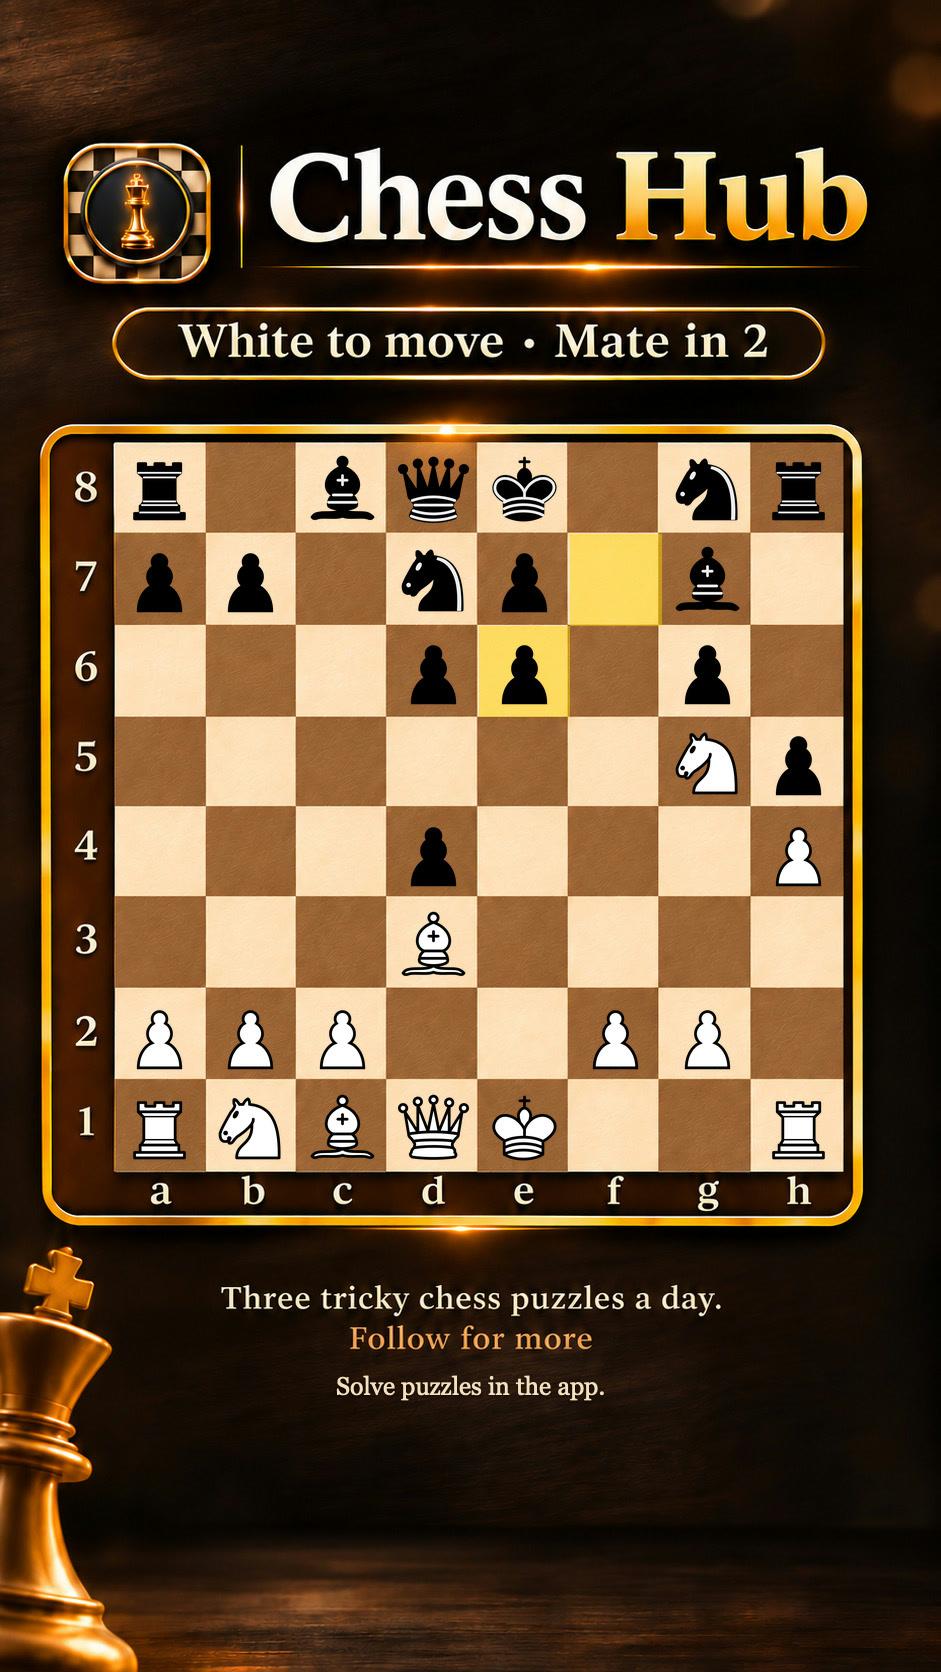 Chess Hub
White to move · Mate in 2
8
7
6
5
4
3
2
1
a b c d e f g h
Three tricky chess puzzles a day.
Follow for more
Solve puzzles in the app.